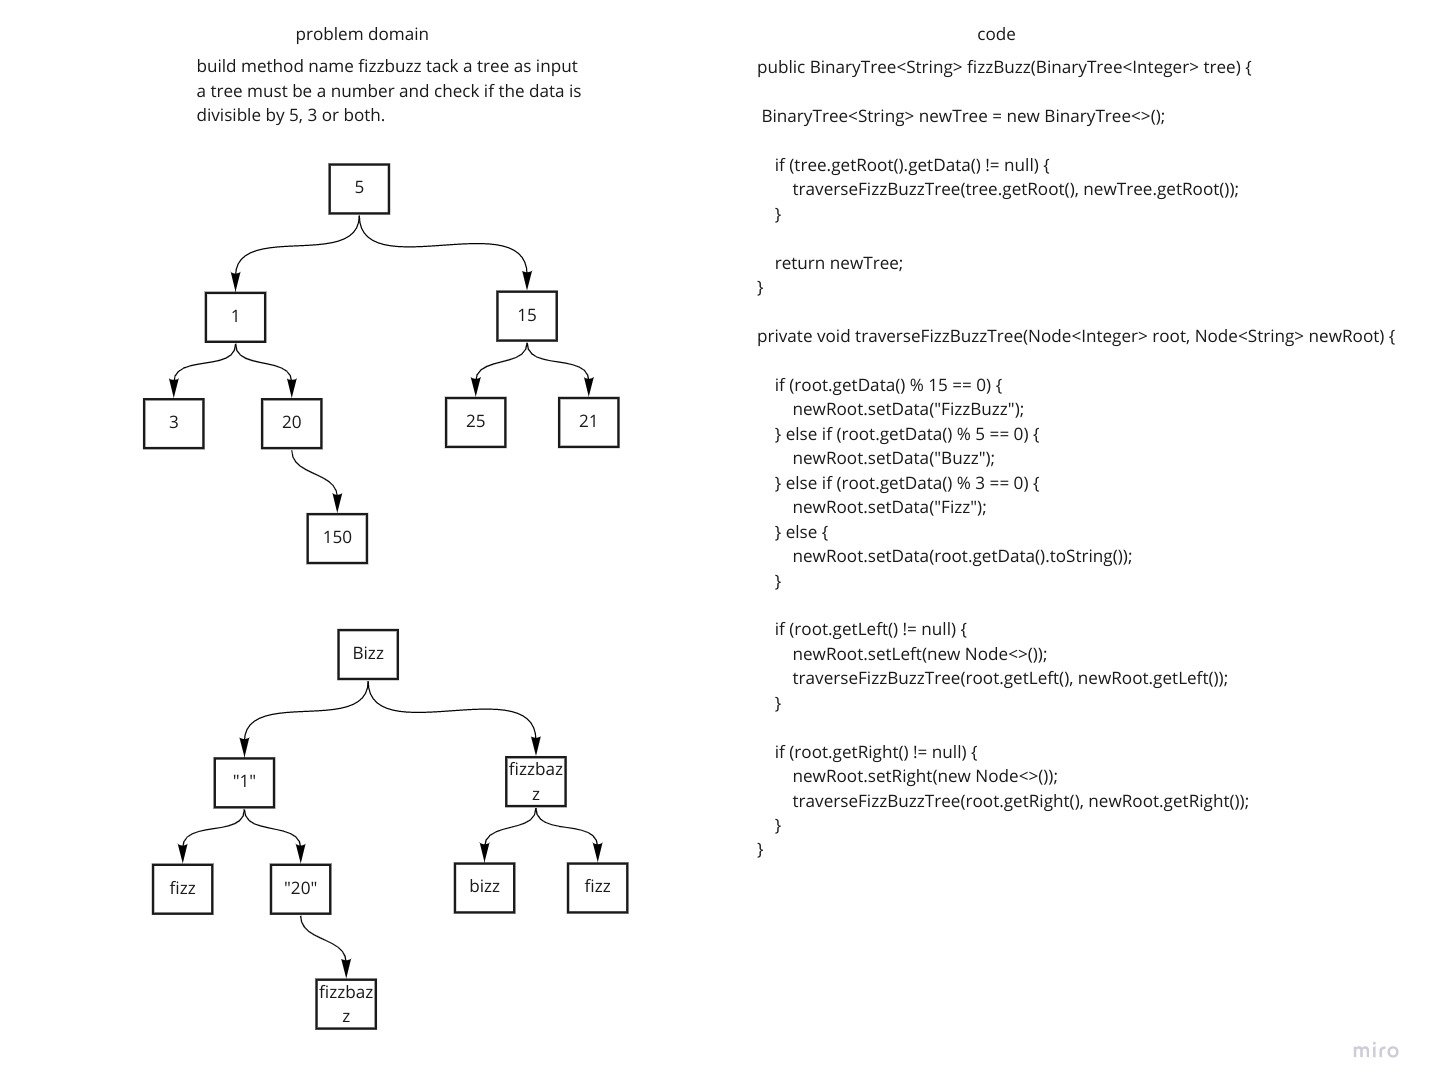 problem domain
build method name fizzbuzz tack a tree as input
a tree must be a number and check if the data is
divisible by 5, 3 or both.
5
1
15
3
20
25
21
150
Bizz
"1"
fizzbaz
z
fizz
"20"
bizz
fizz
fizzbaz
z
code
public BinaryTree<String> fizzBuzz(BinaryTree<Integer> tree) {
BinaryTree<String> newTree = new BinaryTree<>();
if (tree.getRoot().getData() != null) {
traverseFizzBuzzTree(tree.getRoot(), newTree.getRoot());
}
return newTree;
}
private void traverseFizzBuzzTree(Node<Integer> root, Node<String> newRoot) {
if (root.getData() % 15 == 0) {
newRoot.setData("FizzBuzz");
} else if (root.getData() % 5 == 0) {
newRoot.setData("Buzz");
} else if (root.getData() % 3 == 0) {
newRoot.setData("Fizz");
} else {
newRoot.setData(root.getData().toString());
}
if (root.getLeft() != null) {
newRoot.setLeft(new Node<>());
traverseFizzBuzzTree(root.getLeft(), newRoot.getLeft());
}
if (root.getRight() != null) {
newRoot.setRight(new Node<>());
traverseFizzBuzzTree(root.getRight(), newRoot.getRight());
}
}
miro